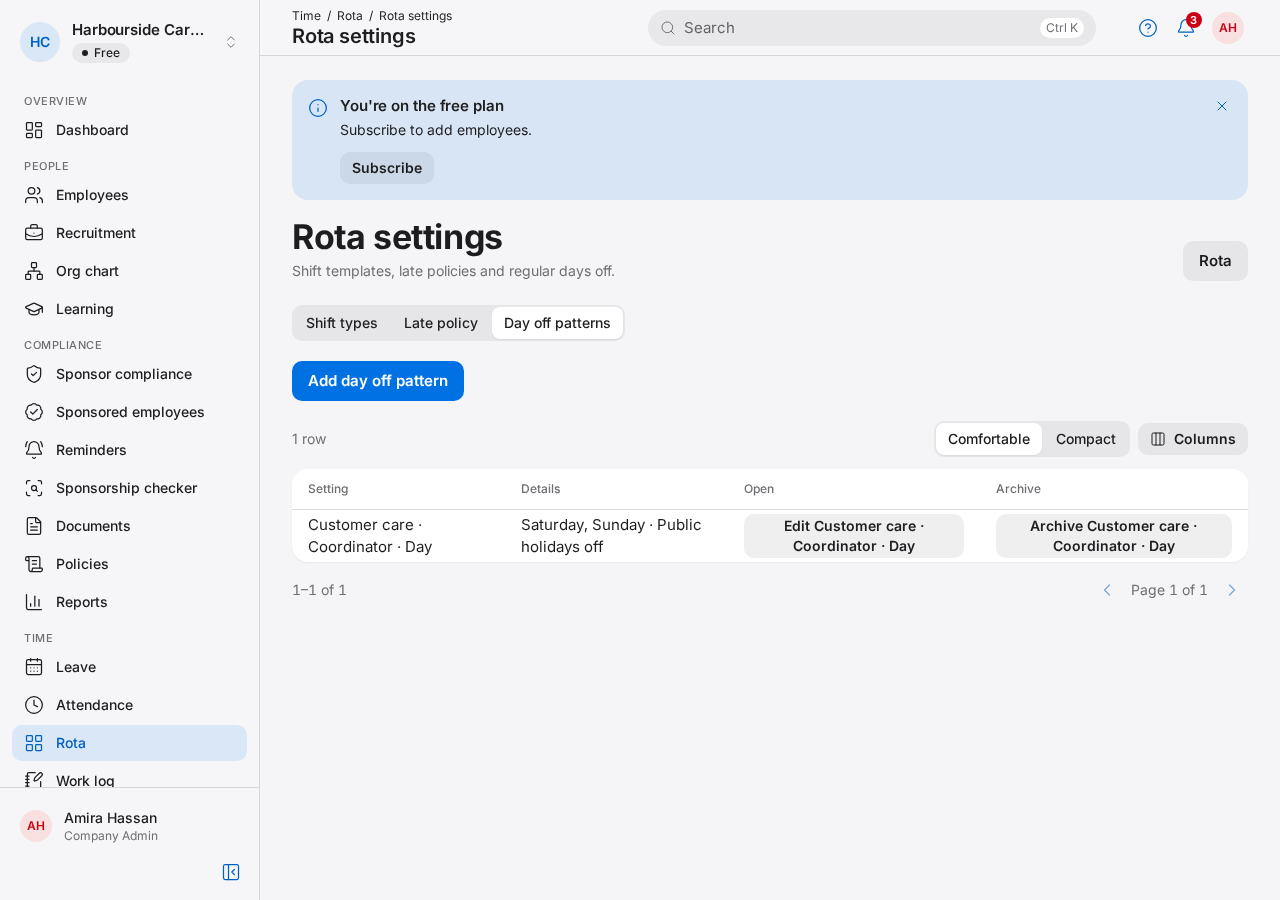 HC
Harbourside Car...
Free
OVERVIEW
Dashboard
PEOPLE
Employees
Recruitment
Org chart
Learning
COMPLIANCE
Sponsor compliance
Sponsored employees
Reminders
Sponsorship checker
Documents
Policies
Reports
TIME
Leave
Attendance
Rota
Work log
AH
Amira Hassan
Company Admin
Time / Rota / Rota settings
Rota settings
Search
Ctrl K
3
AH
You're on the free plan
Subscribe to add employees.
Subscribe
Rota settings
Shift templates, late policies and regular days off.
Rota
Shift types
Late policy
Day off patterns
Add day off pattern
1 row
Comfortable
Compact
Columns
Setting
Details
Open
Archive
Customer care ·
Coordinator · Day
Saturday, Sunday · Public
holidays off
Edit Customer care ·
Coordinator · Day
Archive Customer care ·
Coordinator · Day
1–1 of 1
Page 1 of 1